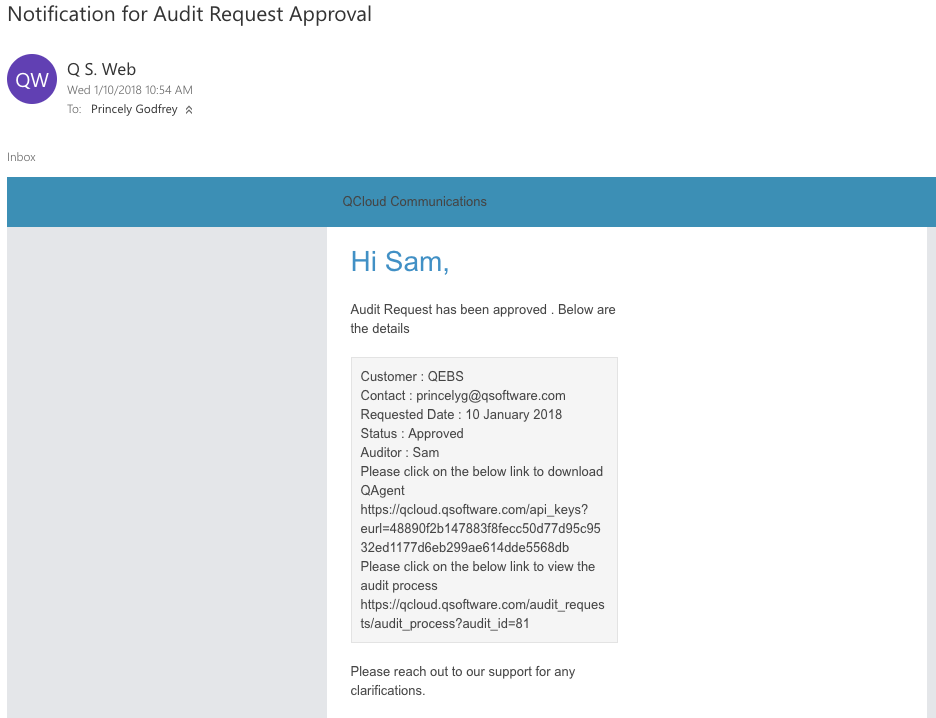 Notification for Audit Request Approval
QW
Q S. Web
Wed 1/10/2018 10:54 AM
To: Princely Godfrey
Inbox
QCloud Communications
Hi Sam,
Audit Request has been approved . Below are
the details
Customer : QEBS
Contact : princelyg@qsoftware.com
Requested Date : 10 January 2018
Status : Approved
Auditor : Sam
Please click on the below link to download
QAgent
https://qcloud.qsoftware.com/api_keys?
eurl=48890f2b147883f8fecc50d77d95c95
32ed1177d6eb299ae614dde5568db
Please click on the below link to view the
audit process
https://qcloud.qsoftware.com/audit_reques
ts/audit_process?audit_id=81
Please reach out to our support for any
clarifications.